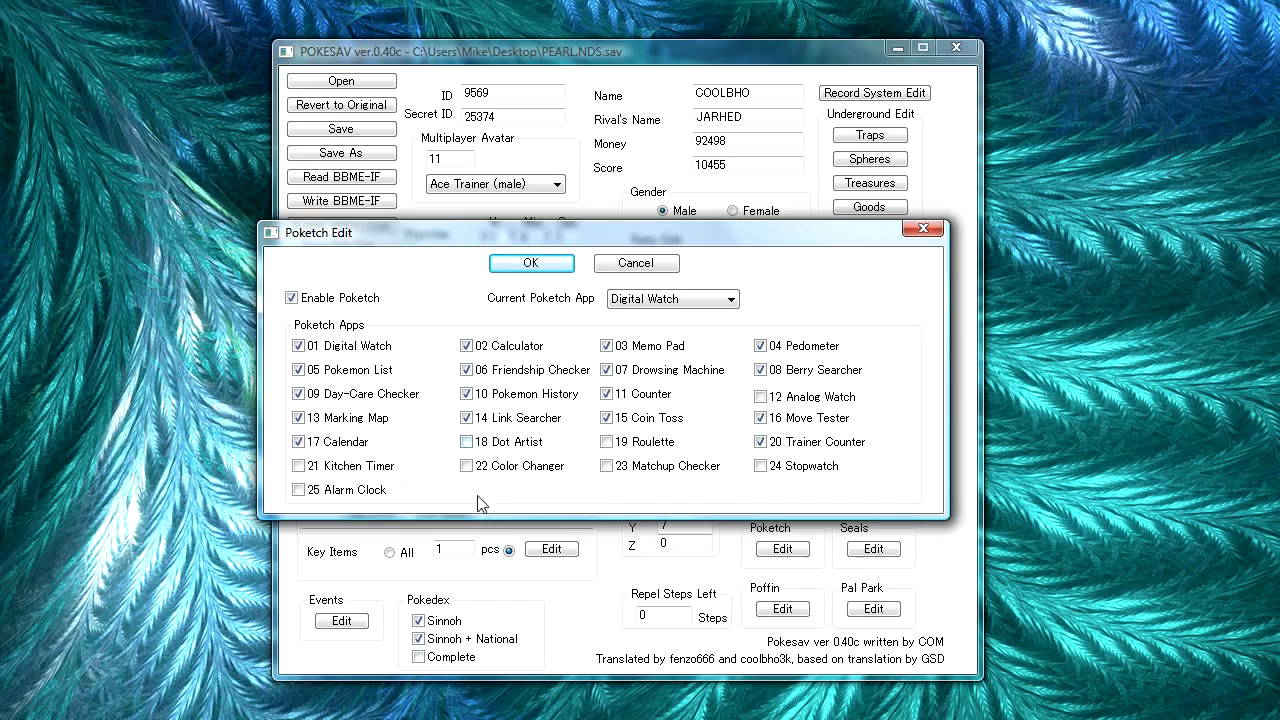 POKESAV ver.0.40c - C:\Users\Mike\Desktop\PEARL.NDS.sav
Open
Revert to Original
Save
Save As
Read BBME-IF
Write BBME-IF
ID 9569
Secret ID 25374
Multiplayer Avatar
11
Ace Trainer (male)
Name COOLBHO
Rival's Name JARHED
Money 92498
Score 10455
Gender
Male Female
Record System Edit
Underground Edit
Traps
Spheres
Treasures
Goods
Poketch Edit
OK Cancel
Enable Poketch Current Poketch App Digital Watch
Poketch Apps
01 Digital Watch 02 Calculator 03 Memo Pad 04 Pedometer
05 Pokemon List 06 Friendship Checker 07 Drowsing Machine 08 Berry Searcher
09 Day-Care Checker 10 Pokemon History 11 Counter 12 Analog Watch
13 Marking Map 14 Link Searcher 15 Coin Toss 16 Move Tester
17 Calendar 18 Dot Artist 19 Roulette 20 Trainer Counter
21 Kitchen Timer 22 Color Changer 23 Matchup Checker 24 Stopwatch
25 Alarm Clock
Key Items All 1 pcs Edit
Y 7
Z 0
Poketch
Edit
Seals
Edit
Events
Edit
Pokedex
Sinnoh
Sinnoh + National
Complete
Repel Steps Left
0 Steps
Poffin
Edit
Pal Park
Edit
Pokesav ver 0.40c written by COM
Translated by fenzo666 and coolbho3k, based on translation by GSD